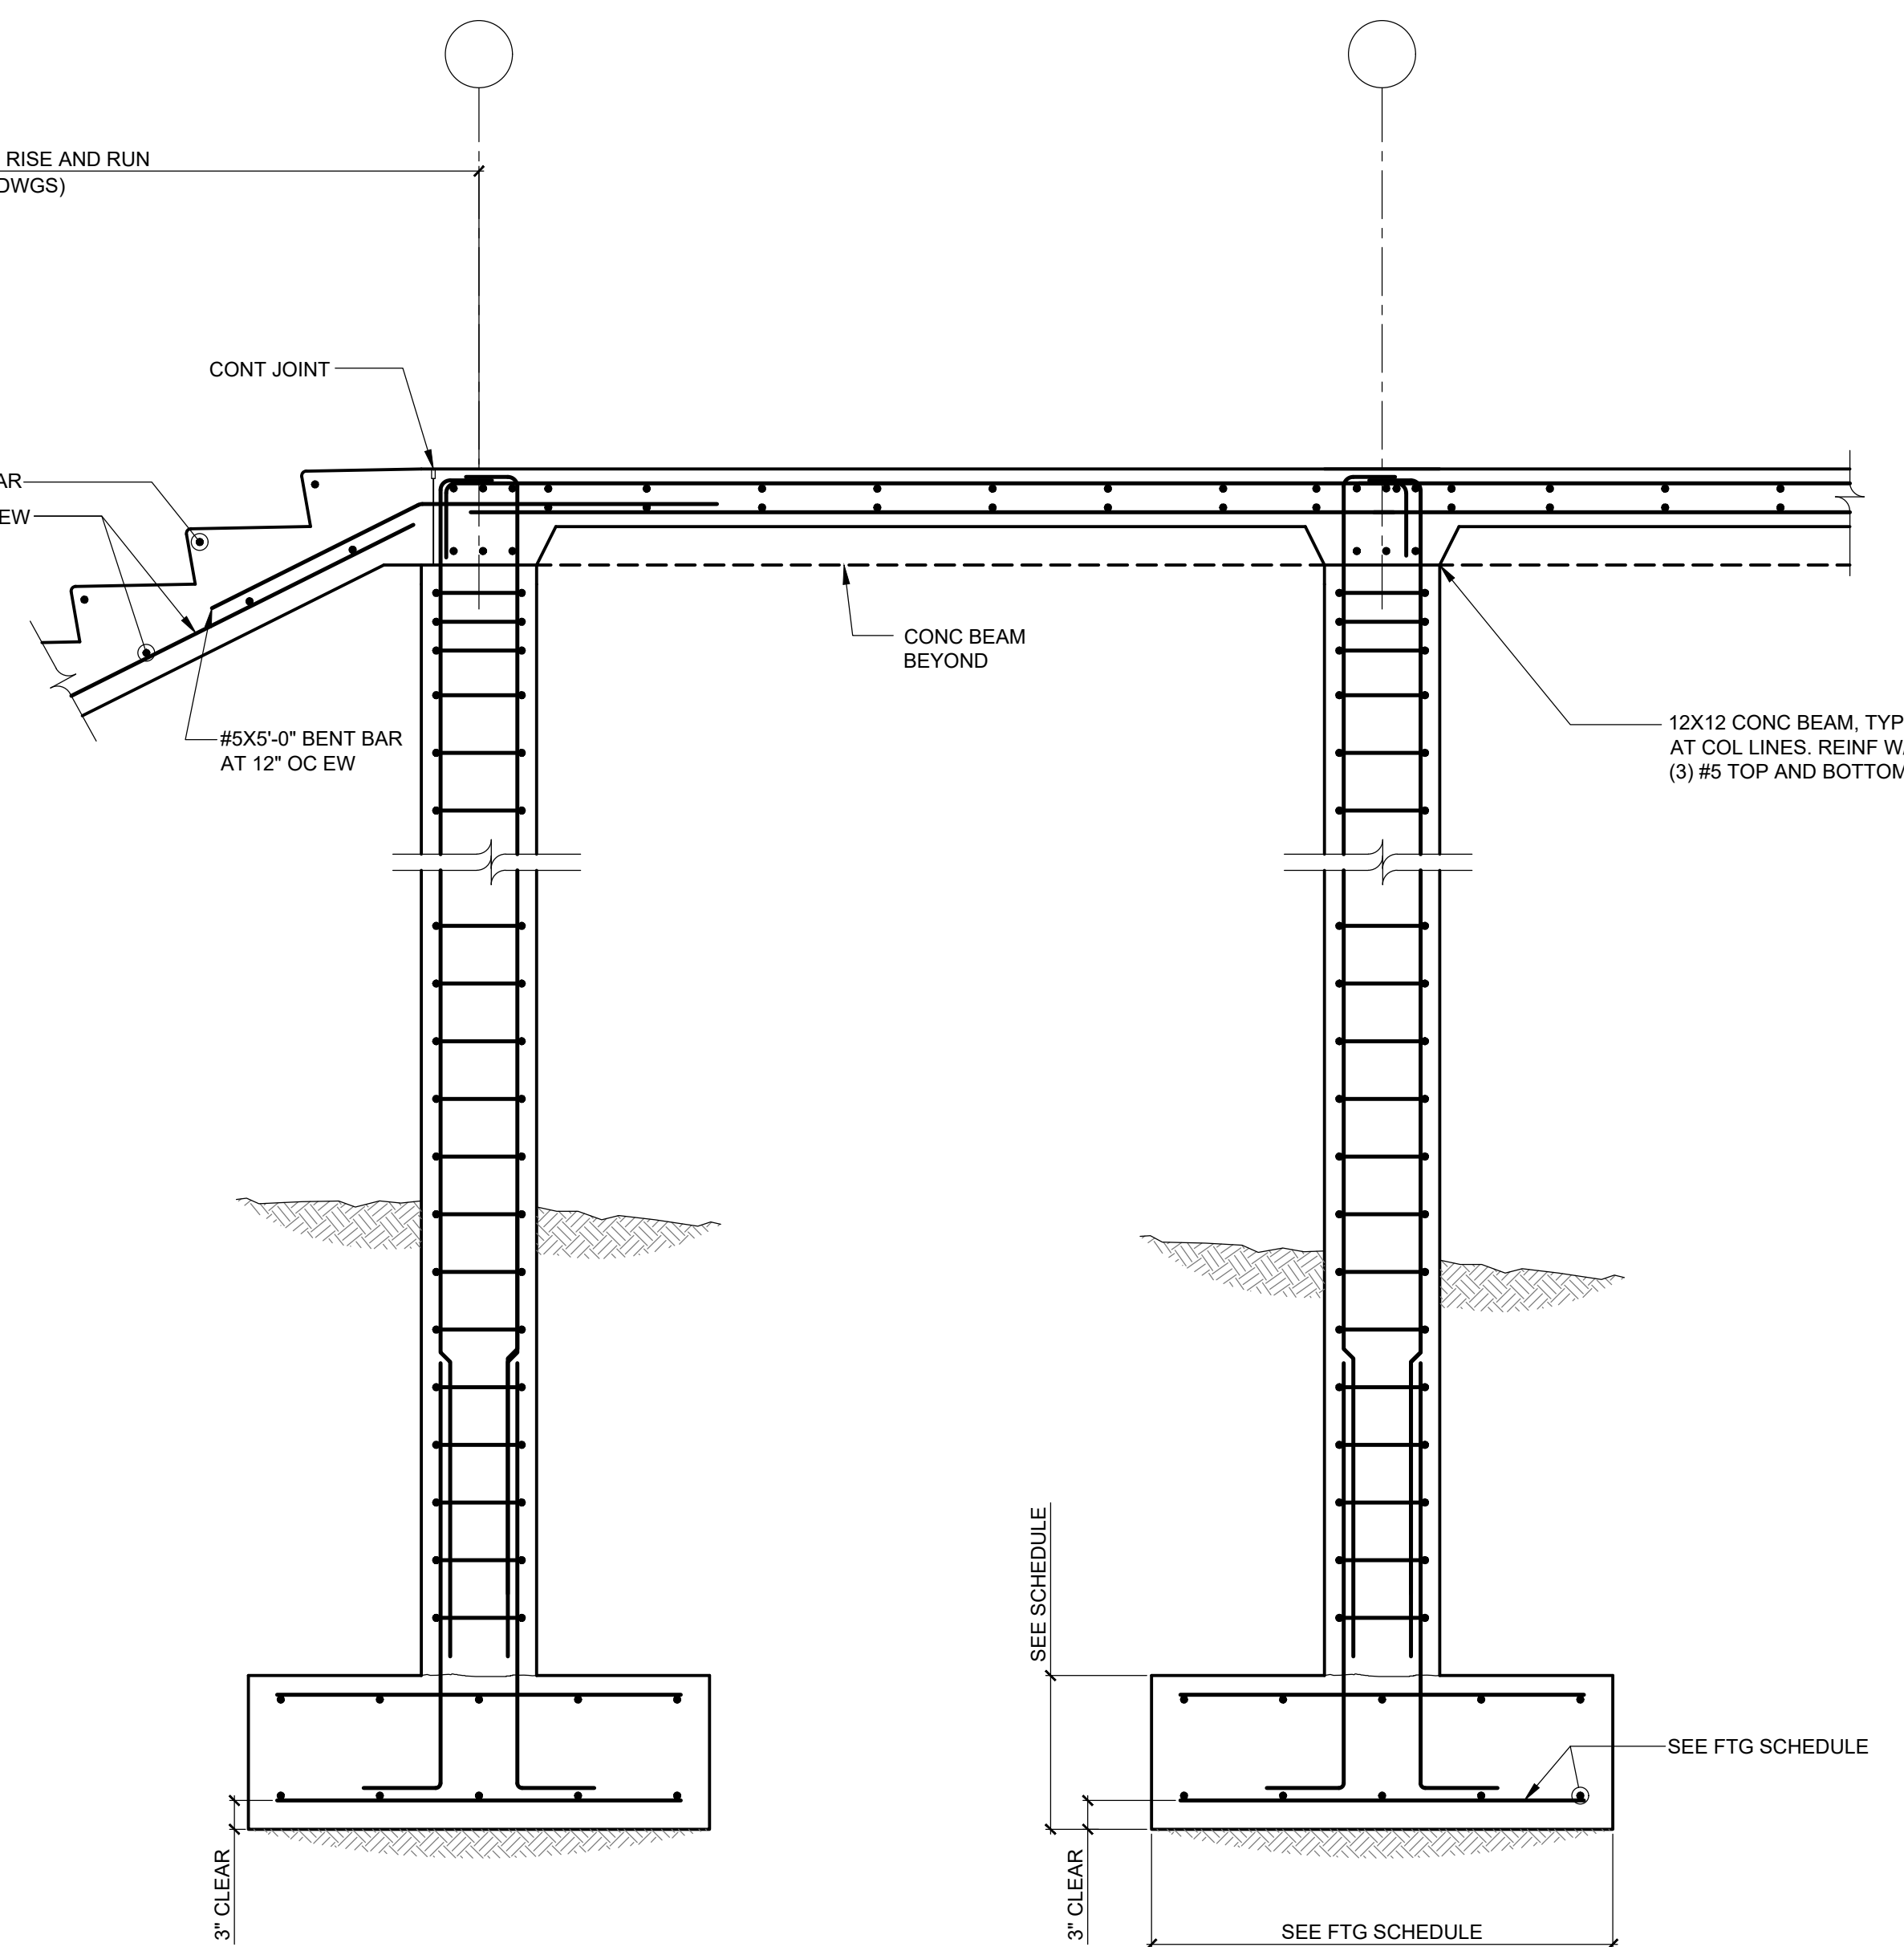 RISE AND RUN
DWGS)
CONT JOINT
EW
CONC BEAM
BEYOND
12X12 CONC BEAM, TYP
AT COL LINES. REINF W/
(3) #5 TOP AND BOTTOM
#5X5'-0" BENT BAR
AT 12" OC EW
SEE SCHEDULE
SEE FTG SCHEDULE
3" CLEAR
3" CLEAR
SEE FTG SCHEDULE